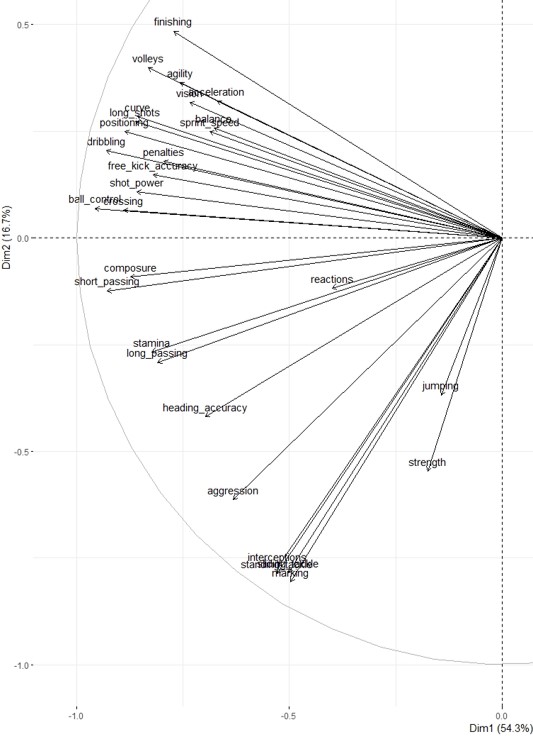 finishing
0.5
volleys
agility
vision
acceleration
curve
long_shots
balance
positioning
sprint_speed
dribbling
penalties
free_kick_accuracy
shot_power
ball_control
crossing
0.0
Dim2 (16.7%)
composure
short_passing
reactions
stamina
long_passing
jumping
heading_accuracy
-0.5
strength
aggression
interceptions
marking
-1.0
-1.0
-0.5
0.0
Dim1 (54.3%)